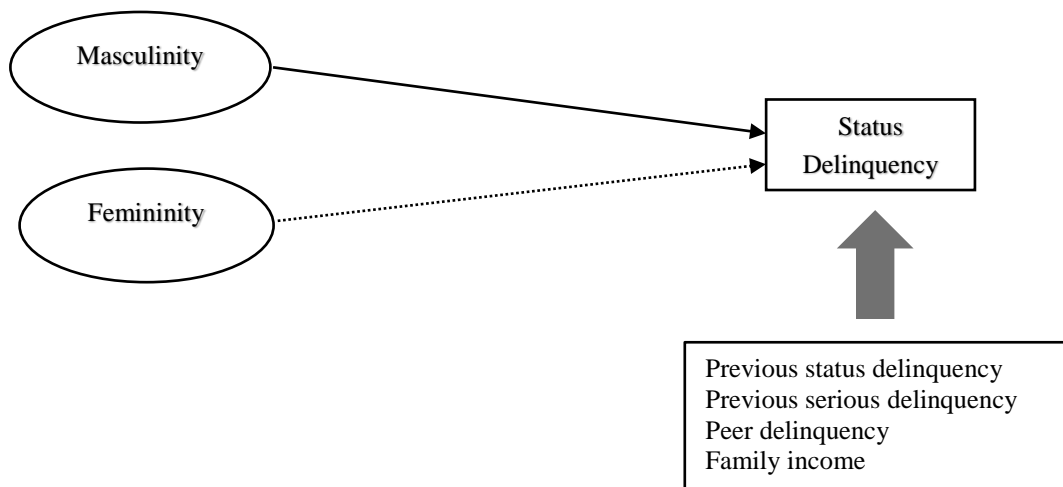 Masculinity
Femininity
Status
Delinquency
Previous status delinquency
Previous serious delinquency
Peer delinquency
Family income